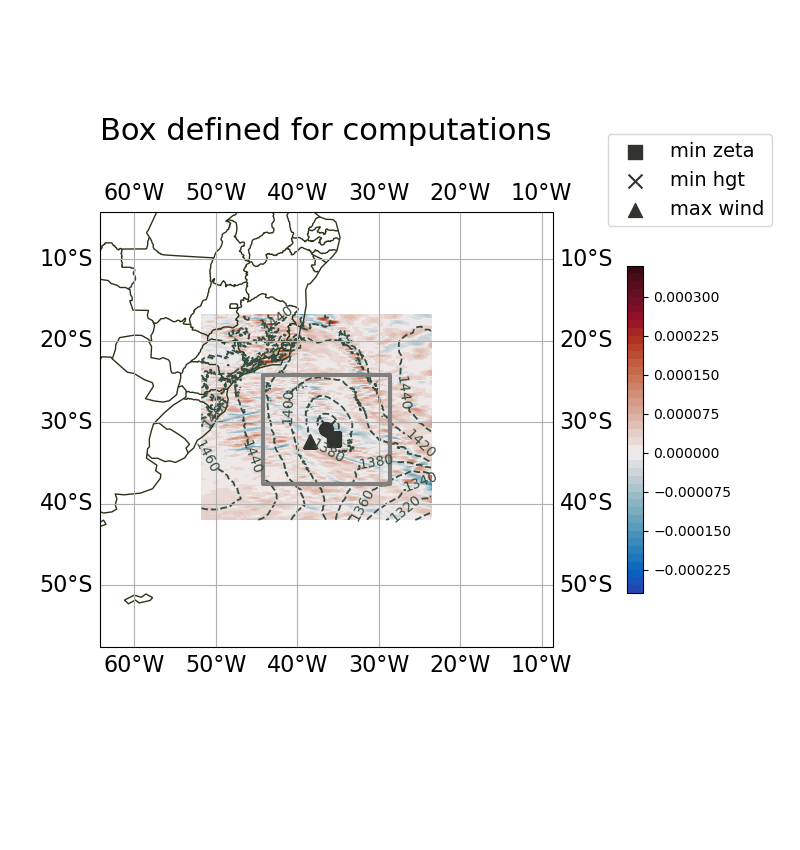 Box defined for computations
min zeta
min hgt
max wind
60°W 50°W 40°W 30°W 20°W 10°W
10°S 10°S
20°S 20°S
30°S 30°S
40°S 40°S
50°S 50°S
60°W 50°W 40°W 30°W 20°W 10°W
1440
1400
1440
1460
1440
1420
1380
1380
1340
1360
1320
0.000300
0.000225
0.000150
0.000075
0.000000
−0.000075
−0.000150
−0.000225